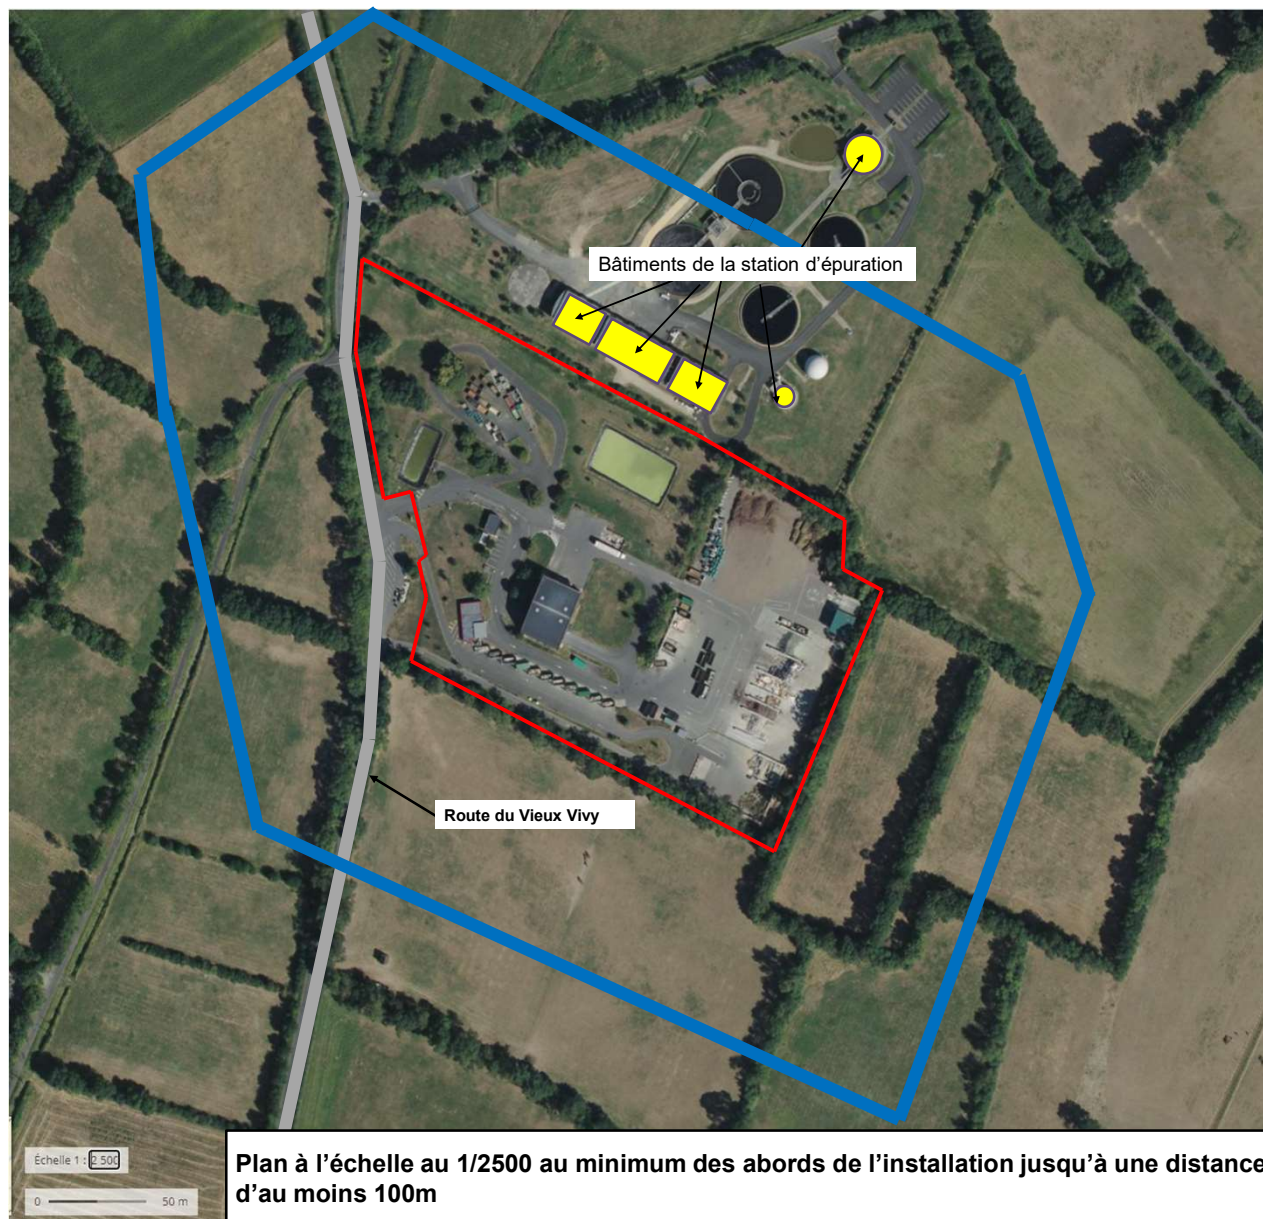 Bâtiments de la station d'épuration
Route du Vieux Vivy
Échelle 1 : 2 500
0 50 m
Plan à l'échelle au 1/2500 au minimum des abords de l'installation jusqu'à une distance
d'au moins 100m